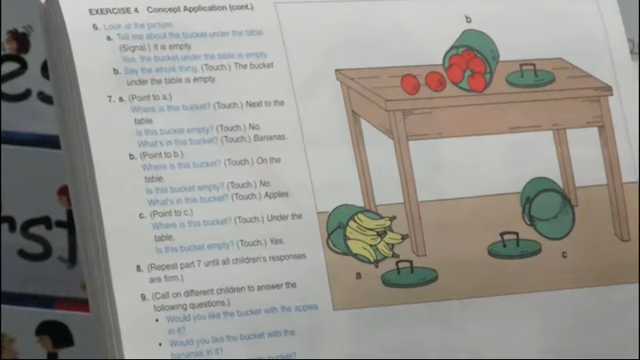 EXERCISE 4 Concept Application (cont.)
6. Look at the picture.
a. Tell me about the bucket under the table.
(Signal.) It is empty.
Yes, the bucket under the table is empty.
b. Say the whole thing. (Touch.) The bucket
under the table is empty.
7. a. (Point to a.)
Where is this bucket? (Touch.) Next to the
table.
Is this bucket empty? (Touch.) No.
What's in this bucket? (Touch.) Bananas.
b. (Point to b.)
Where is this bucket? (Touch.) On the
table.
Is this bucket empty? (Touch.) No.
What's in this bucket? (Touch.) Apples.
c. (Point to c.)
Where is this bucket? (Touch.) Under the
table.
Is this bucket empty? (Touch.) Yes.
8. (Repeat part 7 until all children's responses
are firm.)
9. (Call on different children to answer the
following questions.)
• Would you like the bucket with the apples
in it?
• Would you like the bucket with the
bananas in it?
bucket?
b
a
c
es
rst